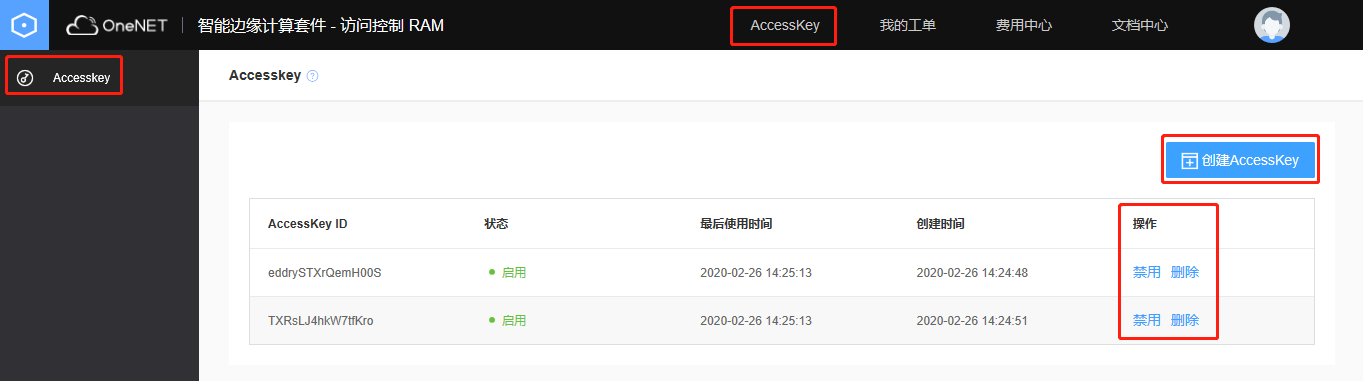 OneNET 智能边缘计算套件 - 访问控制 RAM AccessKey 我的工单 费用中心 文档中心
Accesskey
Accesskey ?
创建AccessKey
AccessKey ID 状态 最后使用时间 创建时间 操作
eddrySTXrQemH00S 启用 2020-02-26 14:25:13 2020-02-26 14:24:48 禁用 删除
TXRsLJ4hkW7tfKro 启用 2020-02-26 14:25:13 2020-02-26 14:24:51 禁用 删除